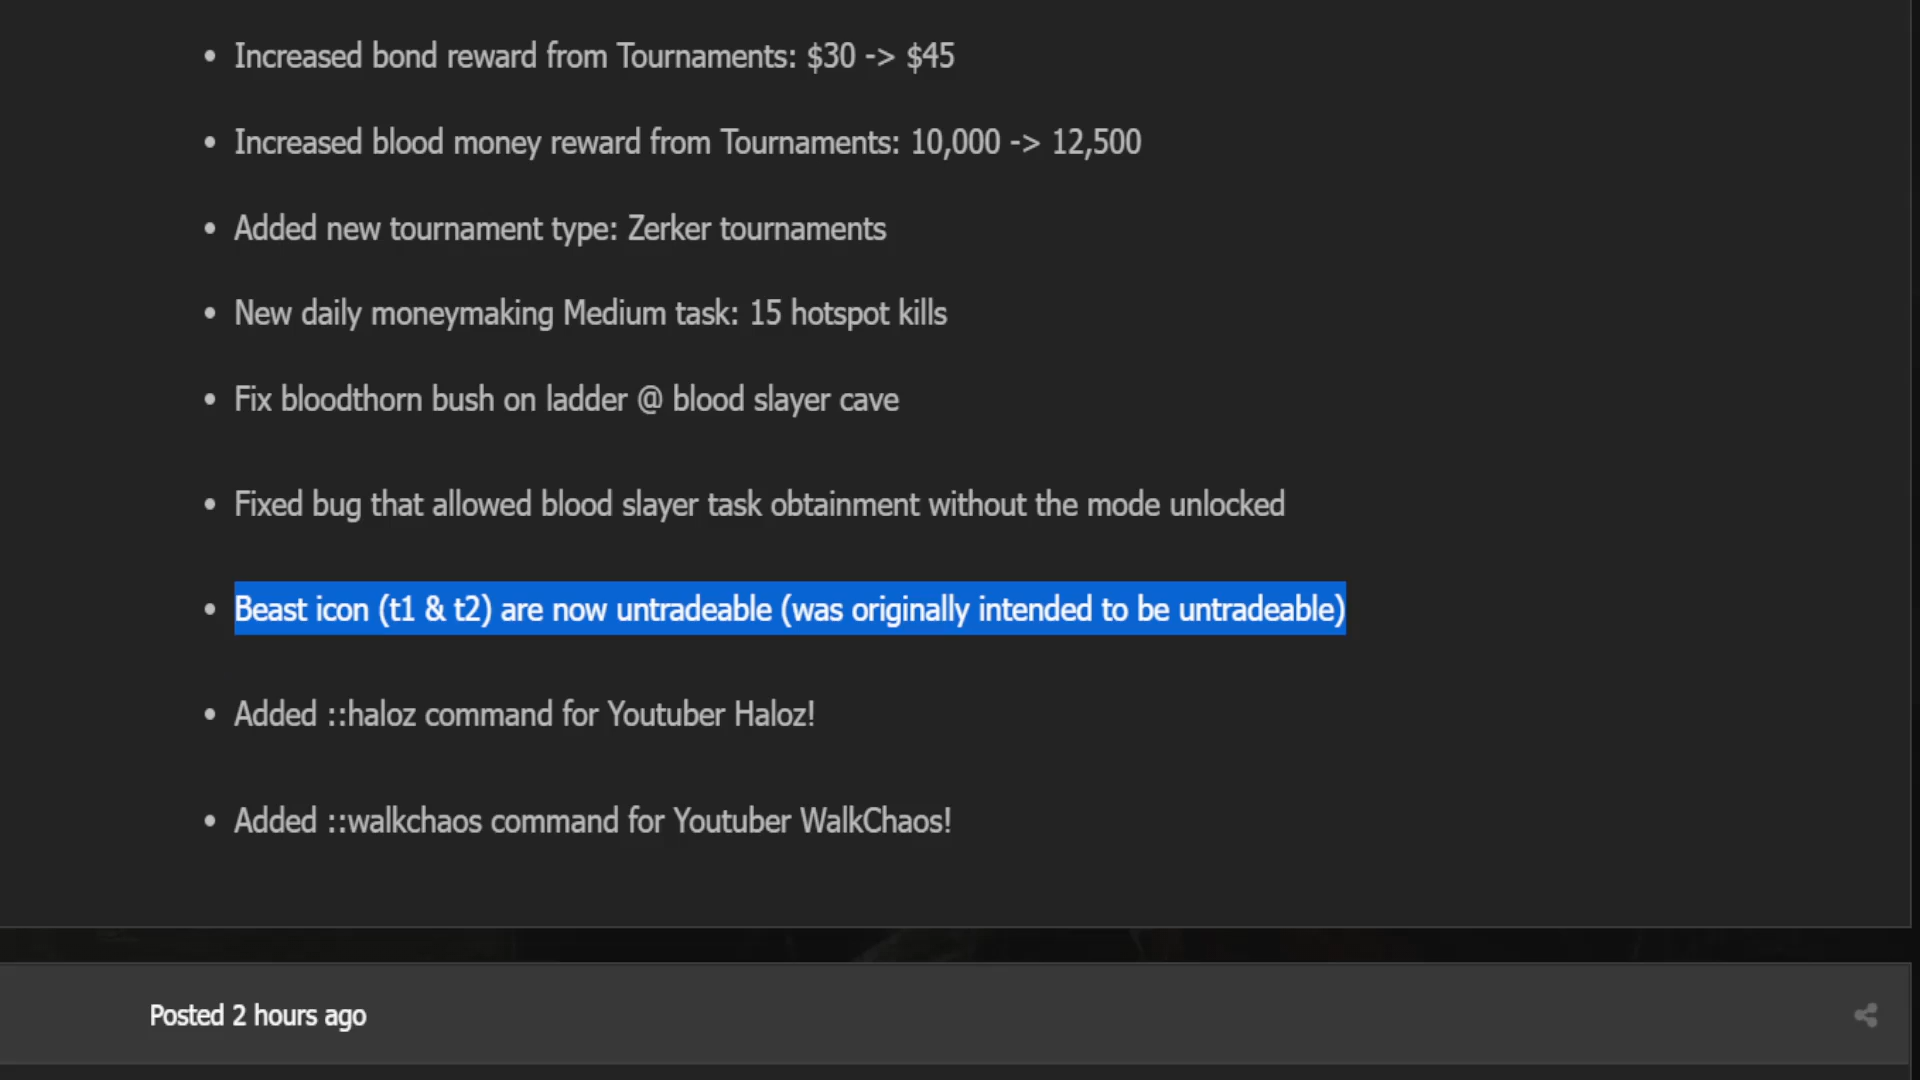 • Increased bond reward from Tournaments: $30 -> $45
• Increased blood money reward from Tournaments: 10,000 -> 12,500
• Added new tournament type: Zerker tournaments
• New daily moneymaking Medium task: 15 hotspot kills
• Fix bloodthorn bush on ladder @ blood slayer cave
• Fixed bug that allowed blood slayer task obtainment without the mode unlocked
• Beast icon (t1 & t2) are now untradeable (was originally intended to be untradeable)
• Added ::haloz command for Youtuber Haloz!
• Added ::walkchaos command for Youtuber WalkChaos!
Posted 2 hours ago